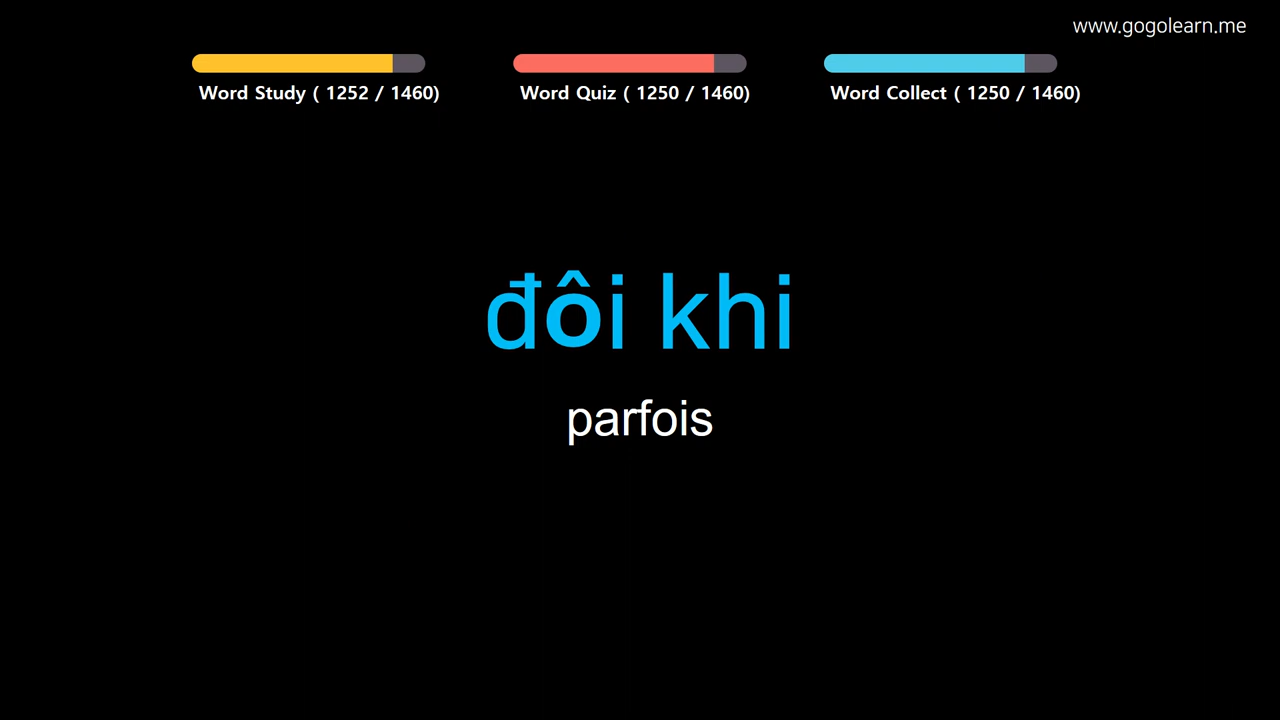 www.gogolearn.me
Word Study ( 1252 / 1460)
Word Quiz ( 1250 / 1460)
Word Collect ( 1250 / 1460)
đôi khi
parfois